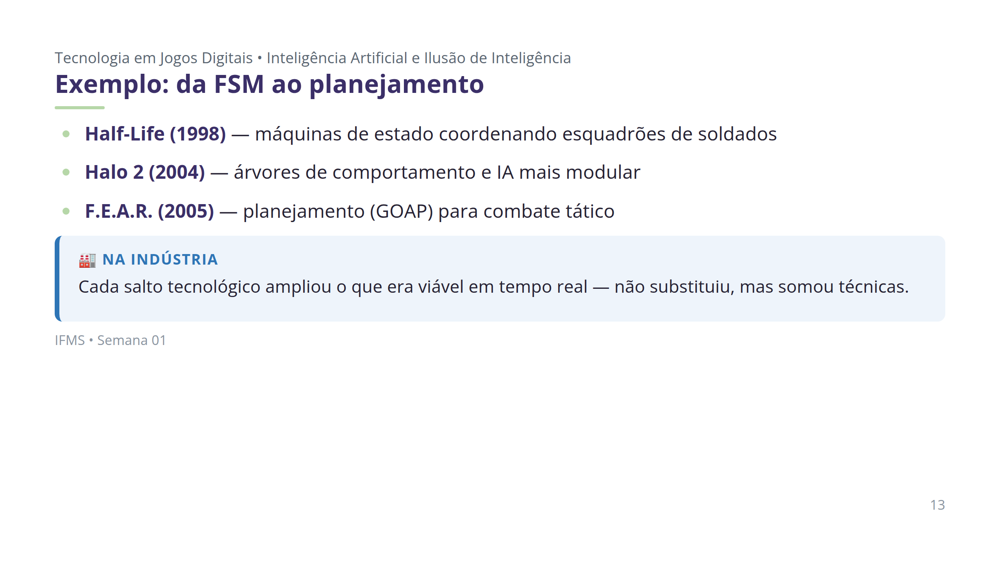 Tecnologia em Jogos Digitais • Inteligência Artificial e Ilusão de Inteligência
Exemplo: da FSM ao planejamento
• Half-Life (1998) — máquinas de estado coordenando esquadrões de soldados
• Halo 2 (2004) — árvores de comportamento e IA mais modular
• F.E.A.R. (2005) — planejamento (GOAP) para combate tático
🏭 NA INDÚSTRIA
Cada salto tecnológico ampliou o que era viável em tempo real — não substituiu, mas somou técnicas.
IFMS • Semana 01
13